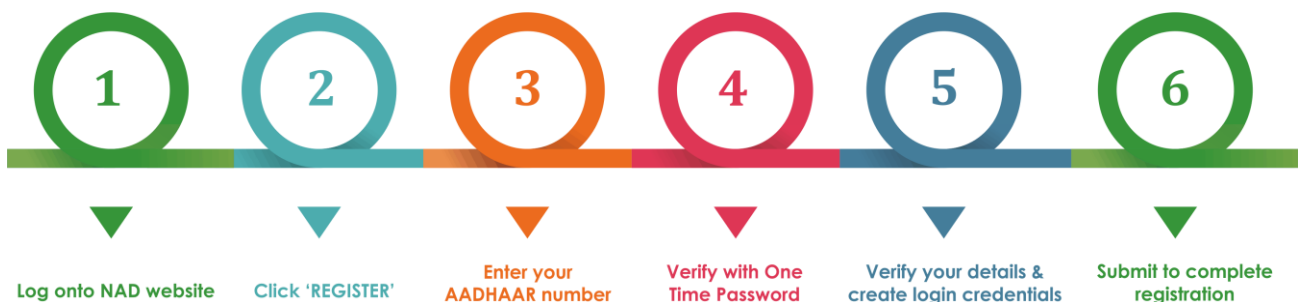 1
2
3
4
5
6
Log onto NAD website
Click ‘REGISTER’
Enter your
AADHAAR number
Verify with One
Time Password
Verify your details &
create login credentials
Submit to complete
registration